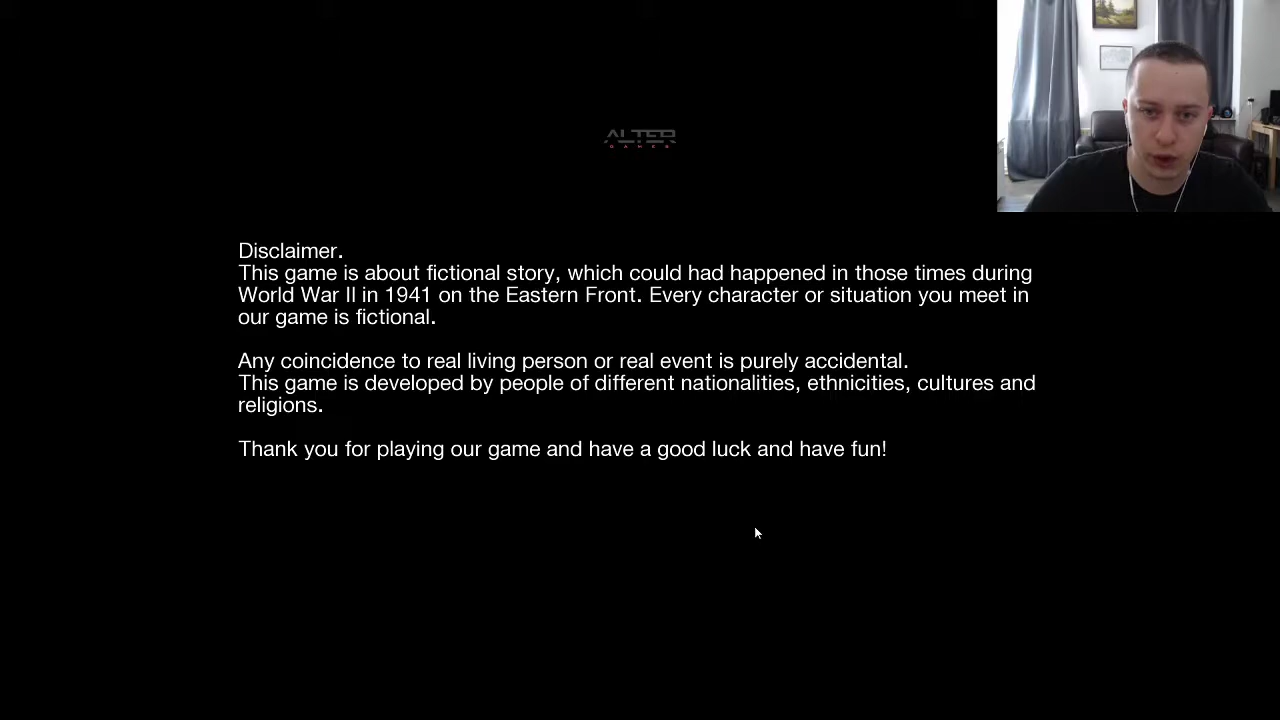 ALTER
GAMES
Disclaimer.
This game is about fictional story, which could had happened in those times during
World War II in 1941 on the Eastern Front. Every character or situation you meet in
our game is fictional.
Any coincidence to real living person or real event is purely accidental.
This game is developed by people of different nationalities, ethnicities, cultures and
religions.
Thank you for playing our game and have a good luck and have fun!